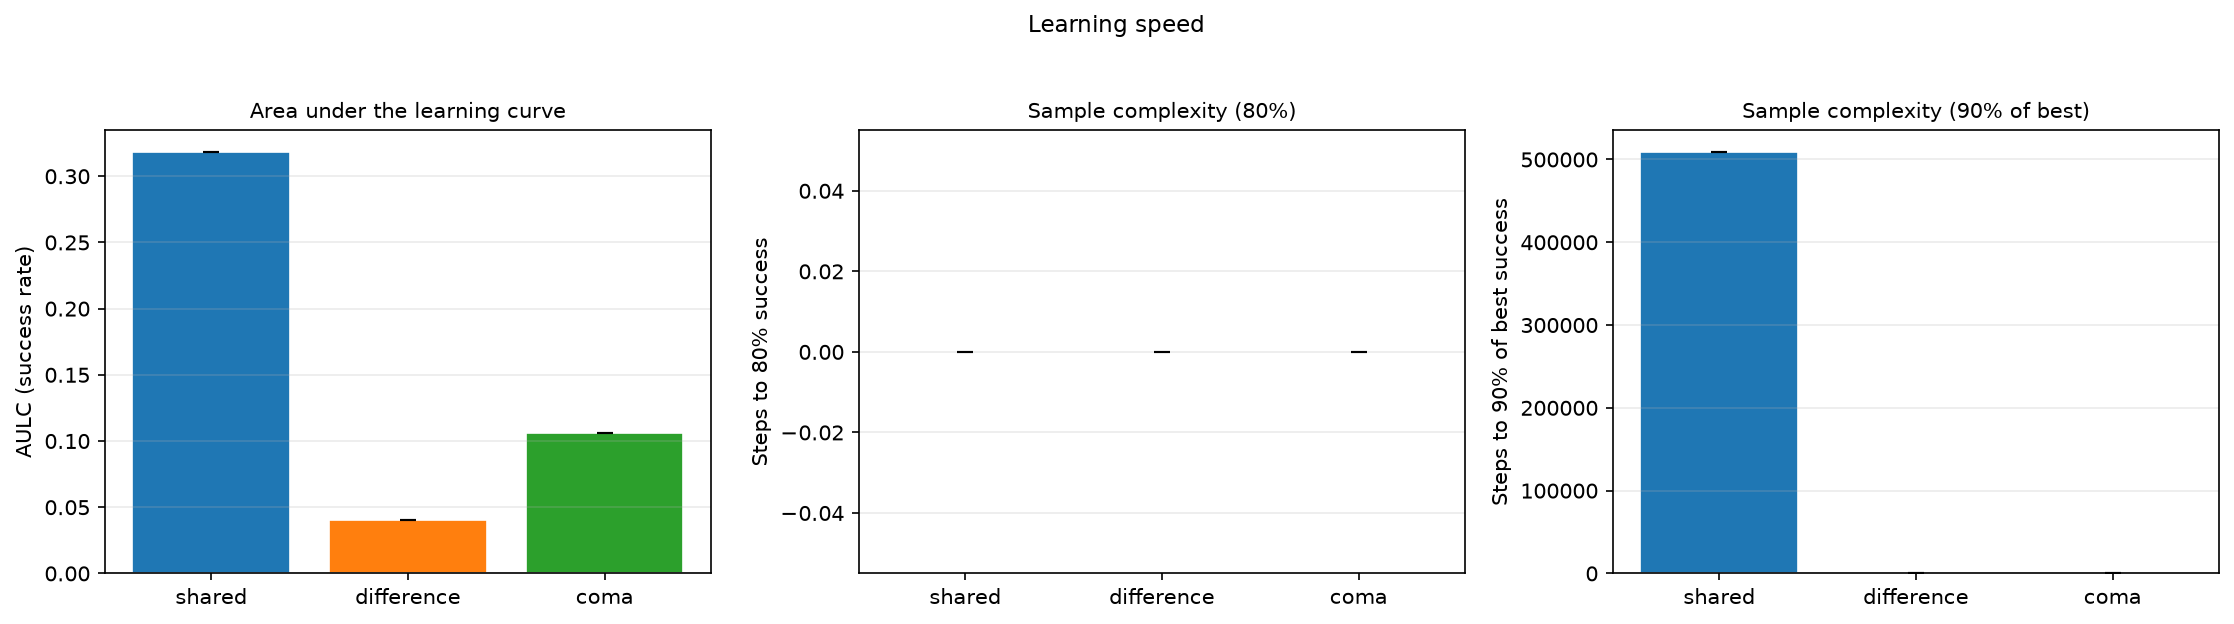 Learning speed
Area under the learning curve
AULC (success rate)
0.30
0.25
0.20
0.15
0.10
0.05
0.00
shared difference coma
Sample complexity (80%)
Steps to 80% success
0.04
0.02
0.00
−0.02
−0.04
shared difference coma
Sample complexity (90% of best)
Steps to 90% of best success
500000
400000
300000
200000
100000
0
shared difference coma